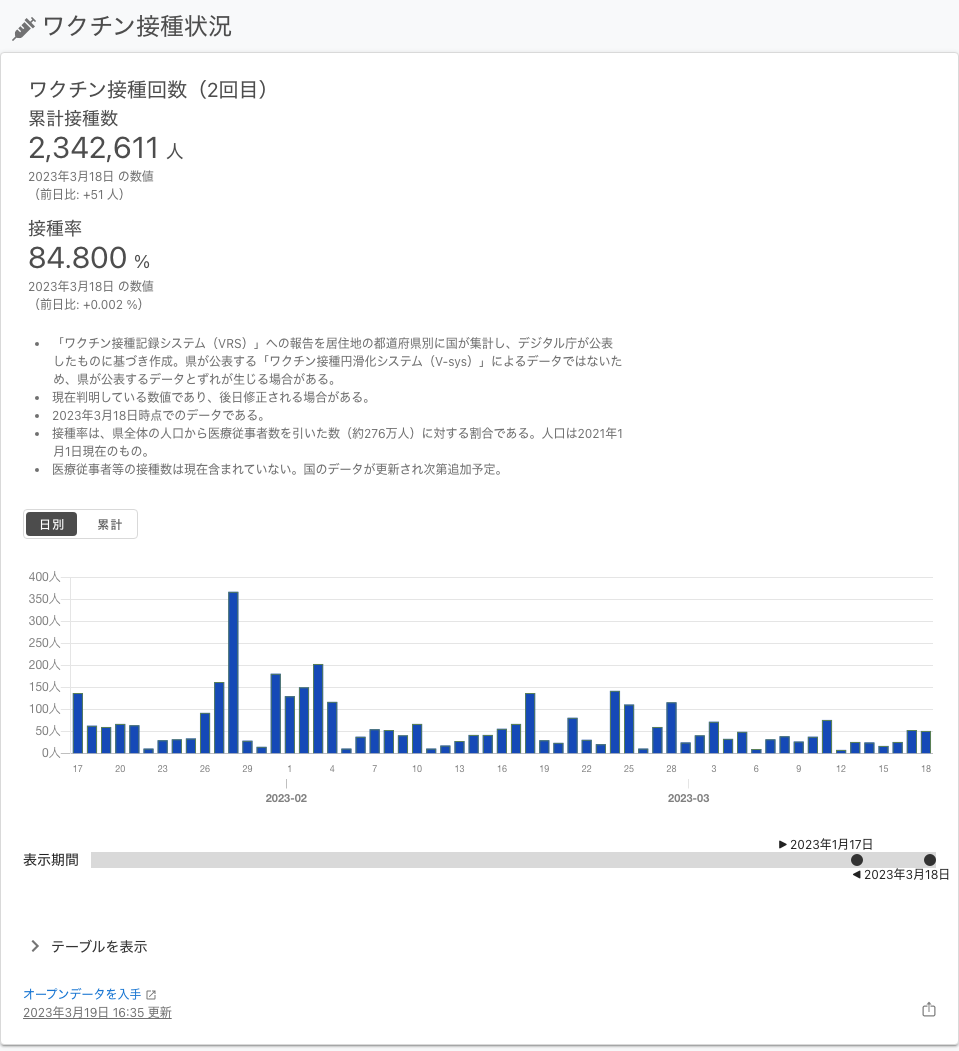 ワクチン接種状況
ワクチン接種回数（2回目）
累計接種数
2,342,611 人
2023年3月18日 の数値
（前日比: +51 人）
接種率
84.800 %
2023年3月18日 の数値
（前日比: +0.002 %）
• 「ワクチン接種記録システム（VRS）」への報告を居住地の都道府県別に国が集計し、デジタル庁が公表
したものに基づき作成。県が公表する「ワクチン接種円滑化システム（V-sys）」によるデータではないた
め、県が公表するデータとずれが生じる場合がある。
• 現在判明している数値であり、後日修正される場合がある。
• 2023年3月18日時点でのデータである。
• 接種率は、県全体の人口から医療従事者数を引いた数（約276万人）に対する割合である。人口は2021年1
月1日現在のもの。
• 医療従事者等の接種数は現在含まれていない。国のデータが更新され次第追加予定。
日別 累計
400人
350人
300人
250人
200人
150人
100人
50人
0人
17 20 23 26 29 1 4 7 10 13 16 19 22 25 28 3 6 9 12 15 18
2023-02 2023-03
▶ 2023年1月17日
表示期間
◀ 2023年3月18日
テーブルを表示
オープンデータを入手
2023年3月19日 16:35 更新